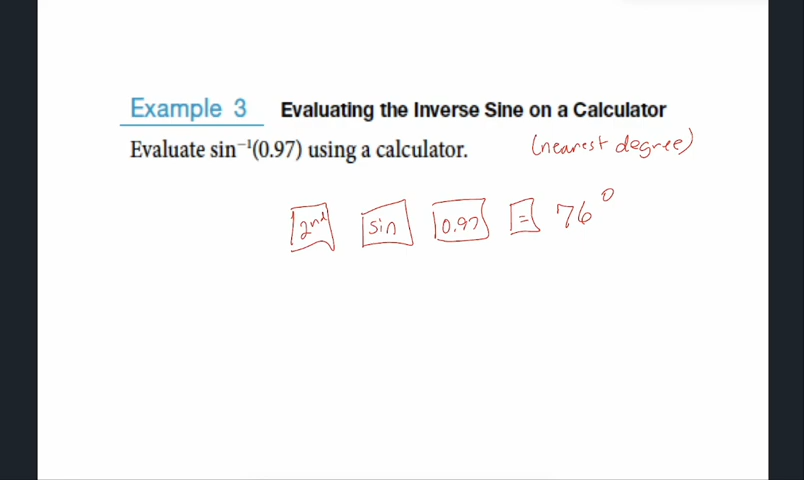 Example 3 Evaluating the Inverse Sine on a Calculator
Evaluate sin⁻¹(0.97) using a calculator. (nearest degree)
2nd sin 0.97 = 76°